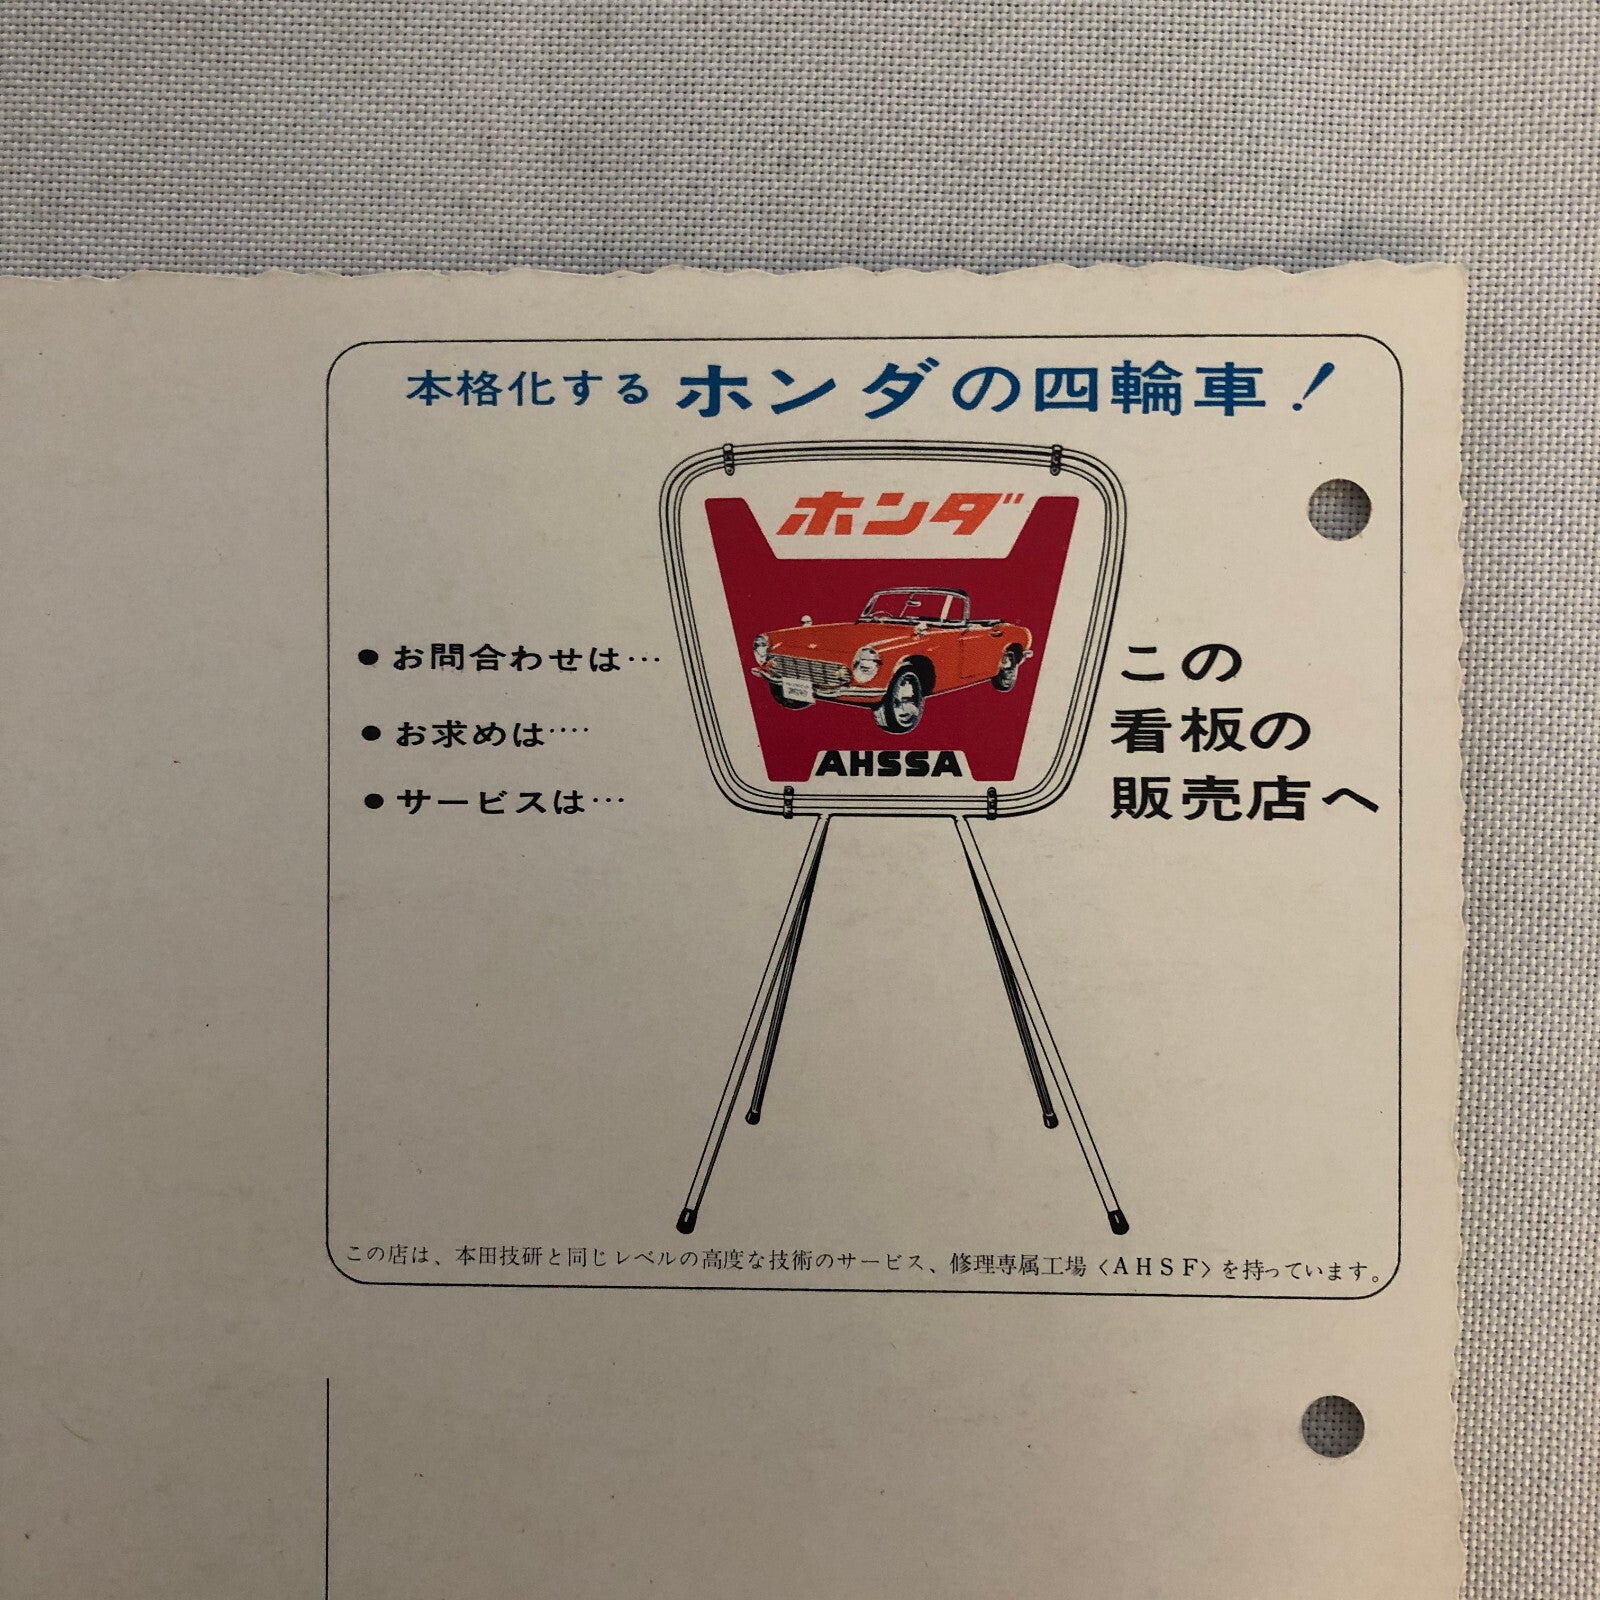 本格化する ホンダの四輪車！
ホンダ
AHSSA
●お問合わせは…
●お求めは‥‥
●サービスは…
この
看板の
販売店へ
この店は、本田技研と同じレベルの高度な技術のサービス、修理専属工場〈AHSF〉を持っています。